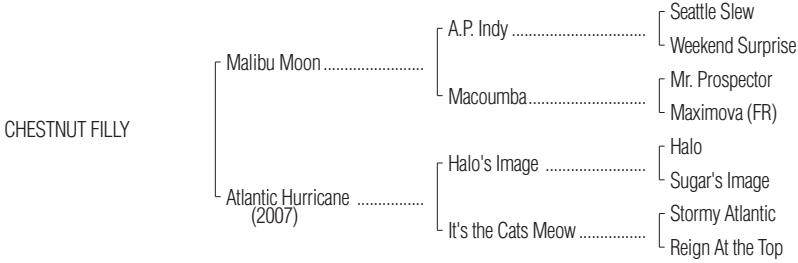 Seattle Slew
A.P. Indy ................................
Weekend Surprise
Malibu Moon ........................
Mr. Prospector
Macoumba............................
Maximova (FR)
CHESTNUT FILLY
Halo
Halo's Image ........................
Sugar's Image
Atlantic Hurricane ................
(2007)
Stormy Atlantic
It's the Cats Meow ................
Reign At the Top